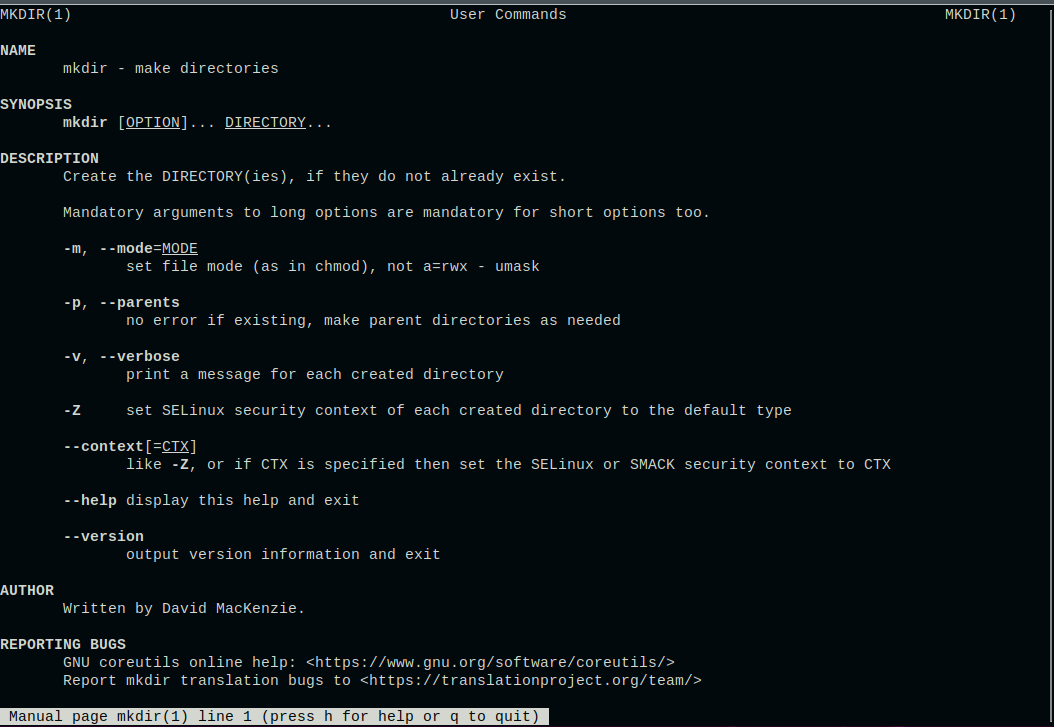 MKDIR(1) User Commands MKDIR(1)
NAME
mkdir - make directories
SYNOPSIS
mkdir [OPTION]... DIRECTORY...
DESCRIPTION
Create the DIRECTORY(ies), if they do not already exist.
Mandatory arguments to long options are mandatory for short options too.
-m, --mode=MODE
set file mode (as in chmod), not a=rwx - umask
-p, --parents
no error if existing, make parent directories as needed
-v, --verbose
print a message for each created directory
-Z set SELinux security context of each created directory to the default type
--context[=CTX]
like -Z, or if CTX is specified then set the SELinux or SMACK security context to CTX
--help display this help and exit
--version
output version information and exit
AUTHOR
Written by David MacKenzie.
REPORTING BUGS
GNU coreutils online help: <https://www.gnu.org/software/coreutils/>
Report mkdir translation bugs to <https://translationproject.org/team/>
Manual page mkdir(1) line 1 (press h for help or q to quit)